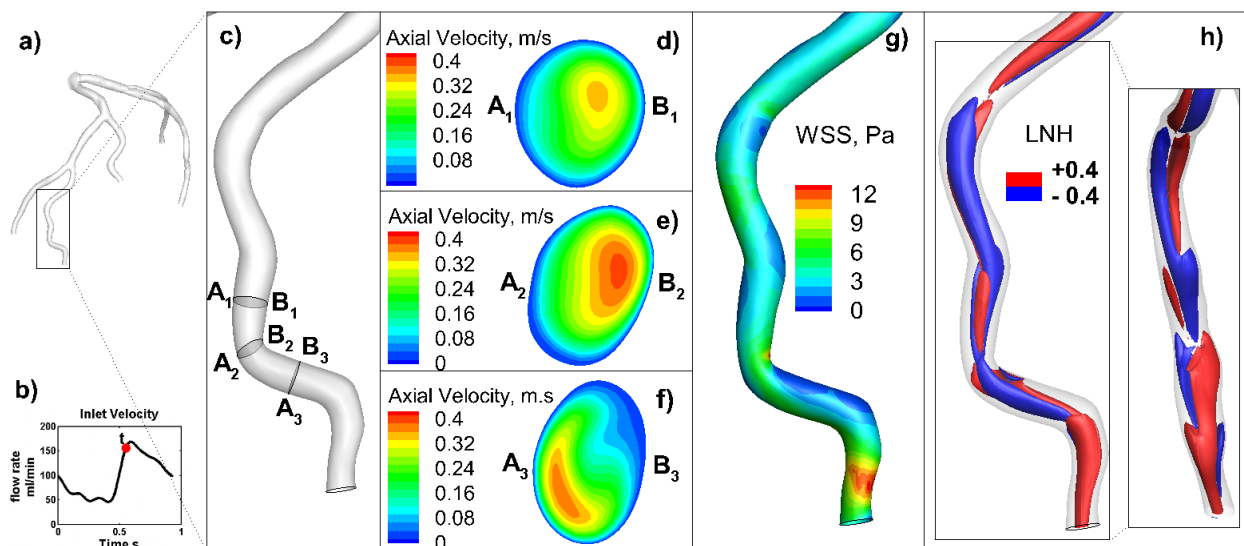 a)
b)
Inlet Velocity
flow rate
ml/min
200
150
100
50
0
t
0
0.5
1
Time s
c)
A1
B1
B2
A2
B3
A3
d)
Axial Velocity, m/s
0.4
0.32
0.24
0.16
0.08
A1
B1
e)
Axial Velocity, m/s
0.4
0.32
0.24
0.16
0.08
0
A2
B2
f)
Axial Velocity, m.s
0.4
0.32
0.24
0.16
0.08
0
A3
B3
g)
WSS, Pa
12
9
6
3
0
h)
LNH
+0.4
- 0.4